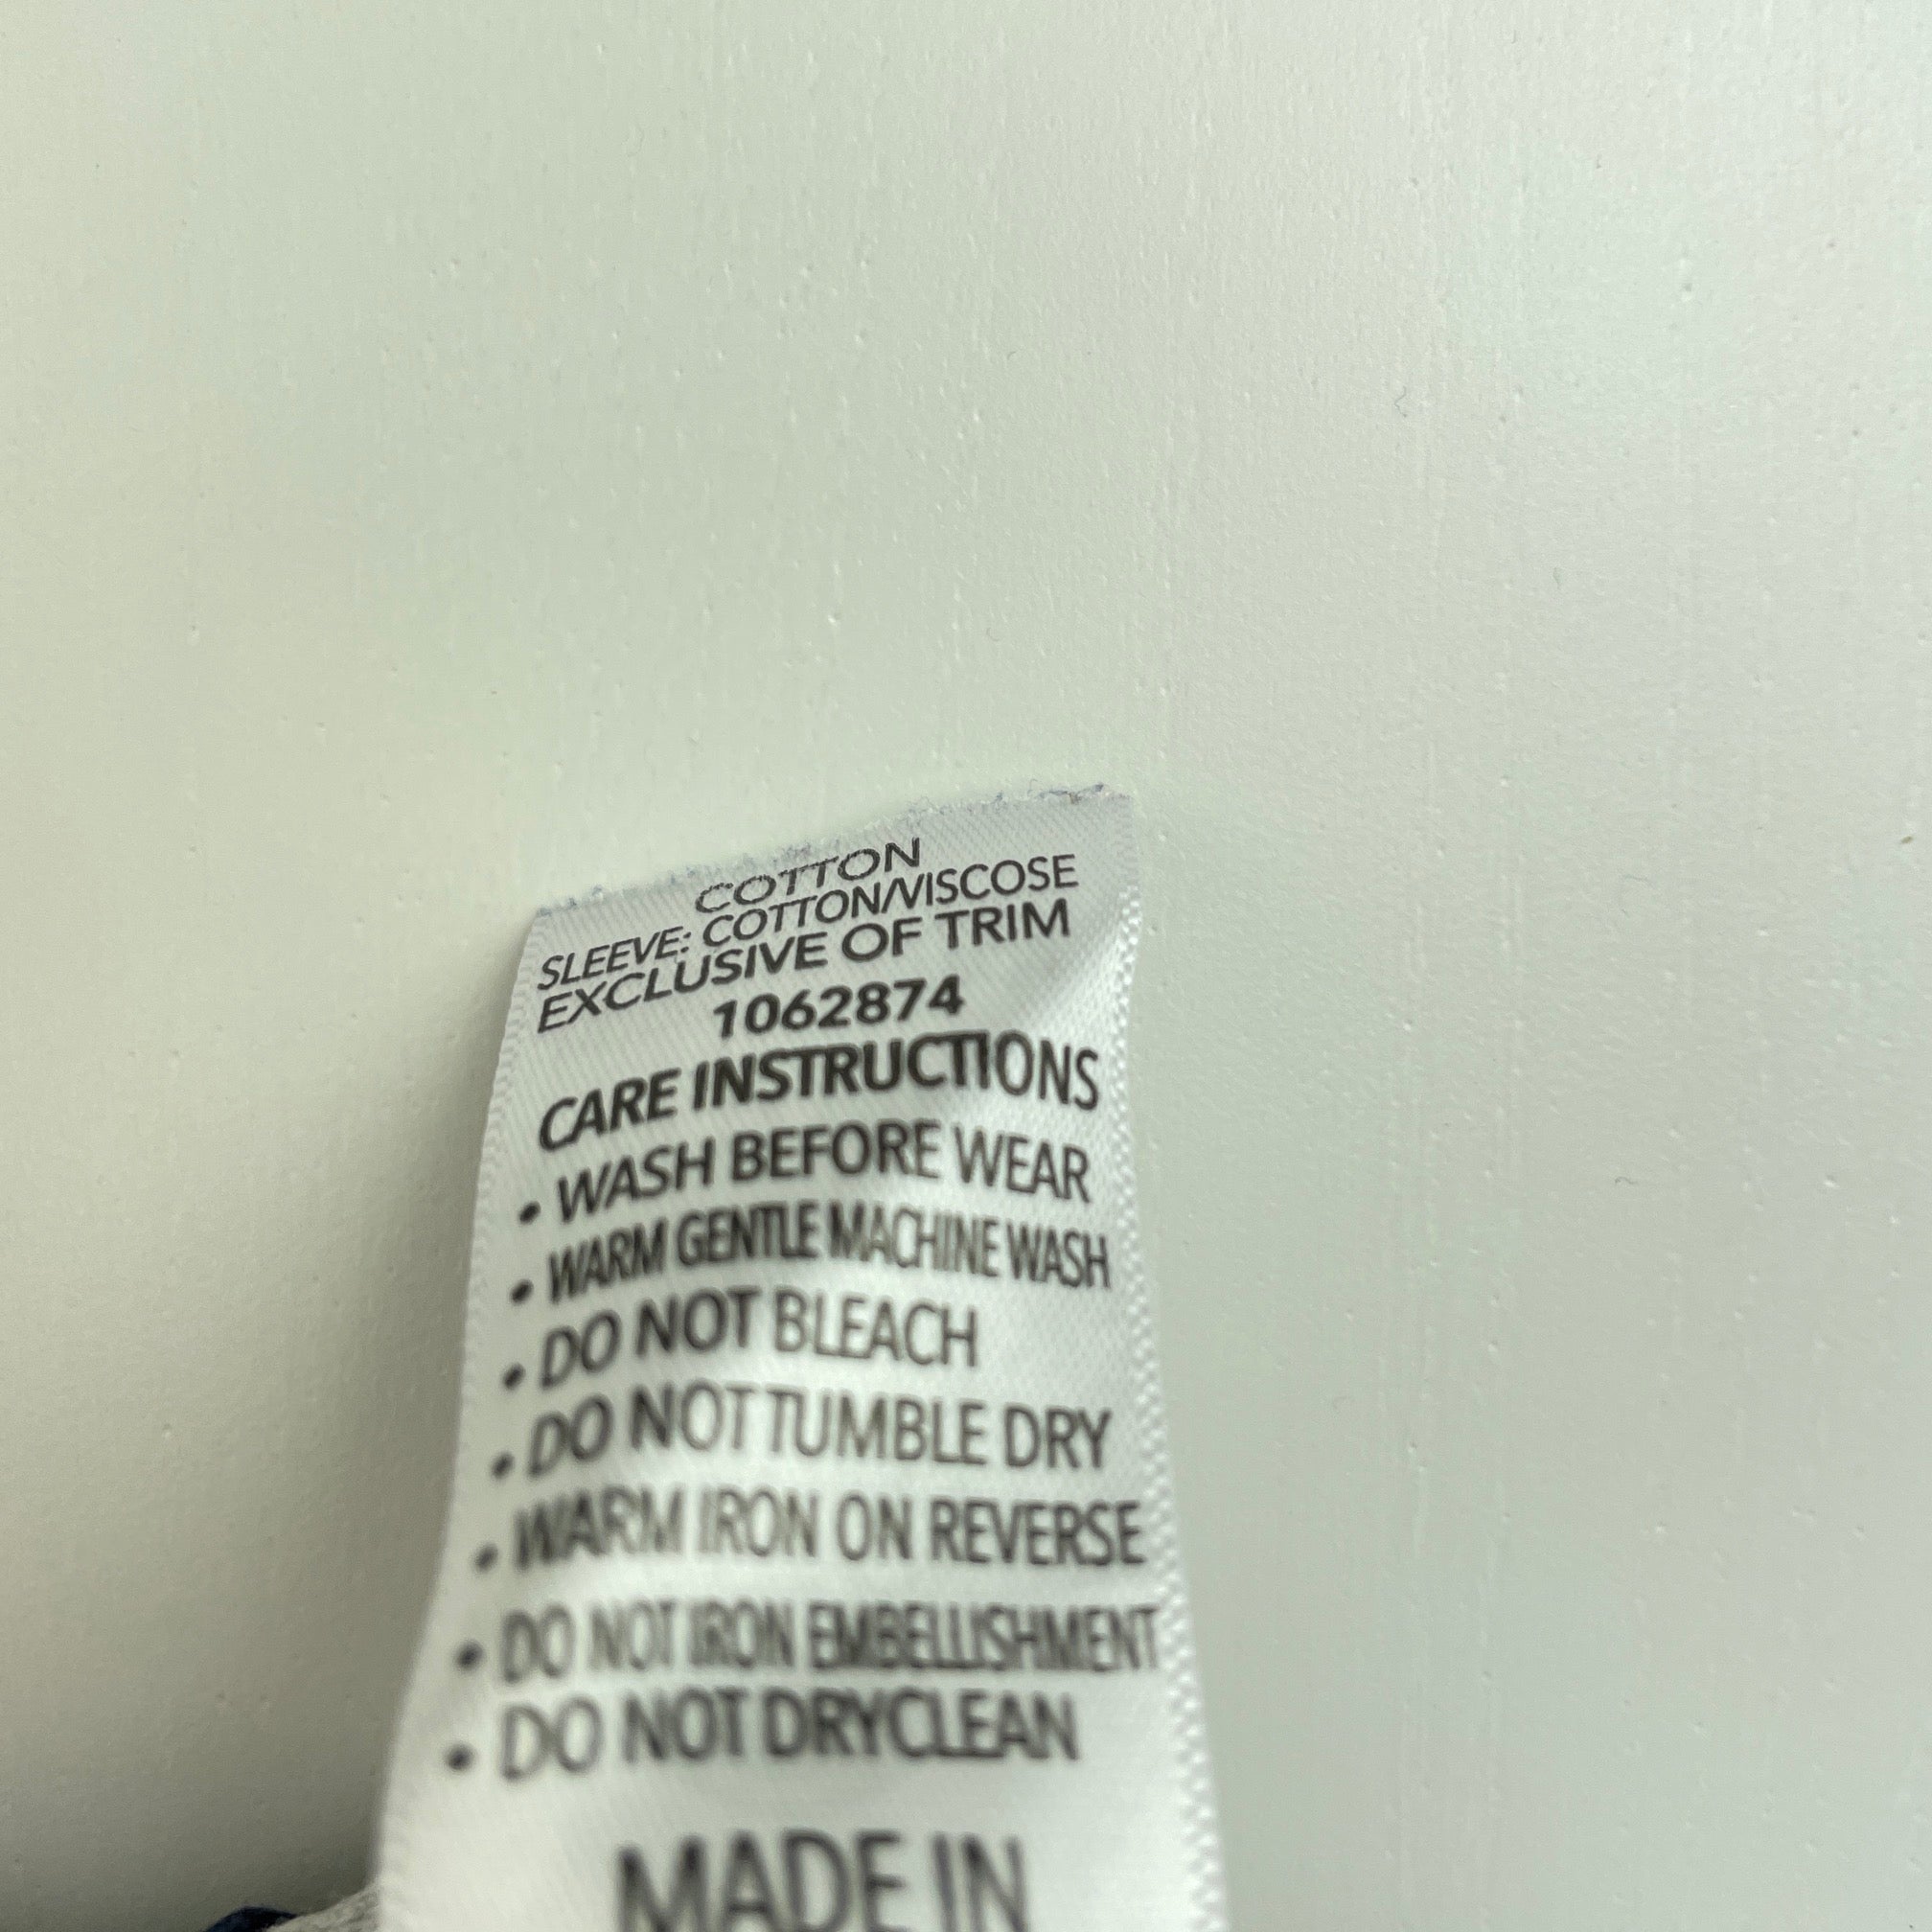 COTTON
SLEEVE: COTTON/VISCOSE
EXCLUSIVE OF TRIM
1062874
CARE INSTRUCTIONS
• WASH BEFORE WEAR
• WARM GENTLE MACHINE WASH
• DO NOT BLEACH
• DO NOT TUMBLE DRY
• WARM IRON ON REVERSE
• DO NOT IRON EMBELLISHMENT
• DO NOT DRYCLEAN
MADE IN